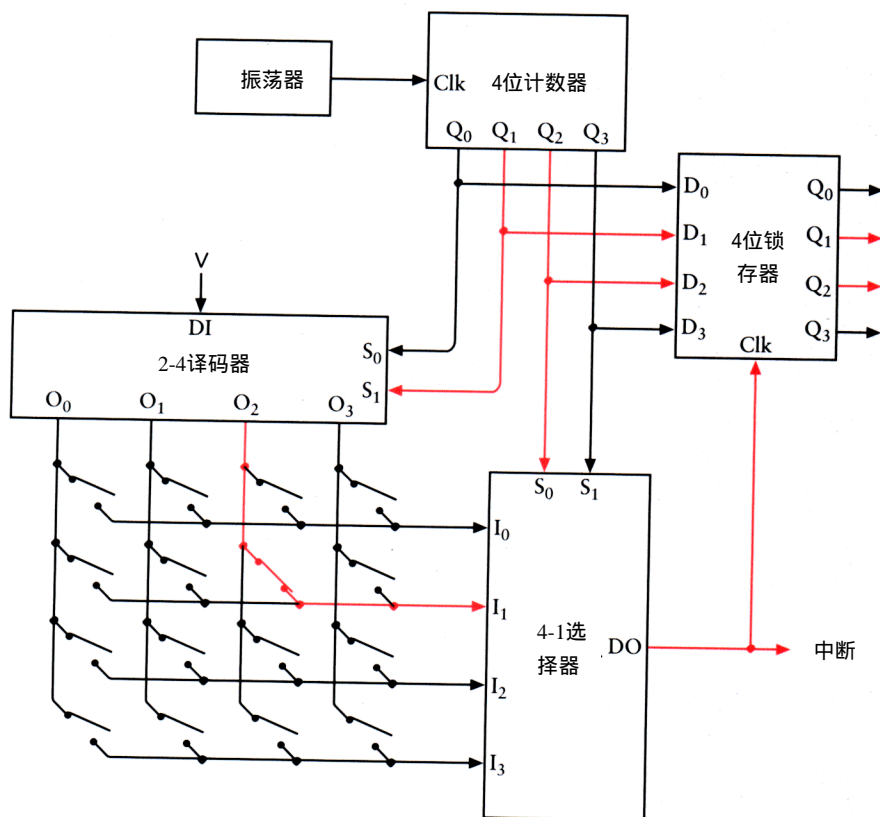 振荡器
Clk
4位计数器
Q₀ Q₁ Q₂ Q₃
D₀
Q₀
D₁
4位锁
存器
Q₁
D₂
Q₂
D₃
Q₃
Clk
V
DI
2-4译码器
S₀
S₁
O₀ O₁ O₂ O₃
S₀ S₁
I₀
I₁
4-1选
择器
DO
中断
I₂
I₃